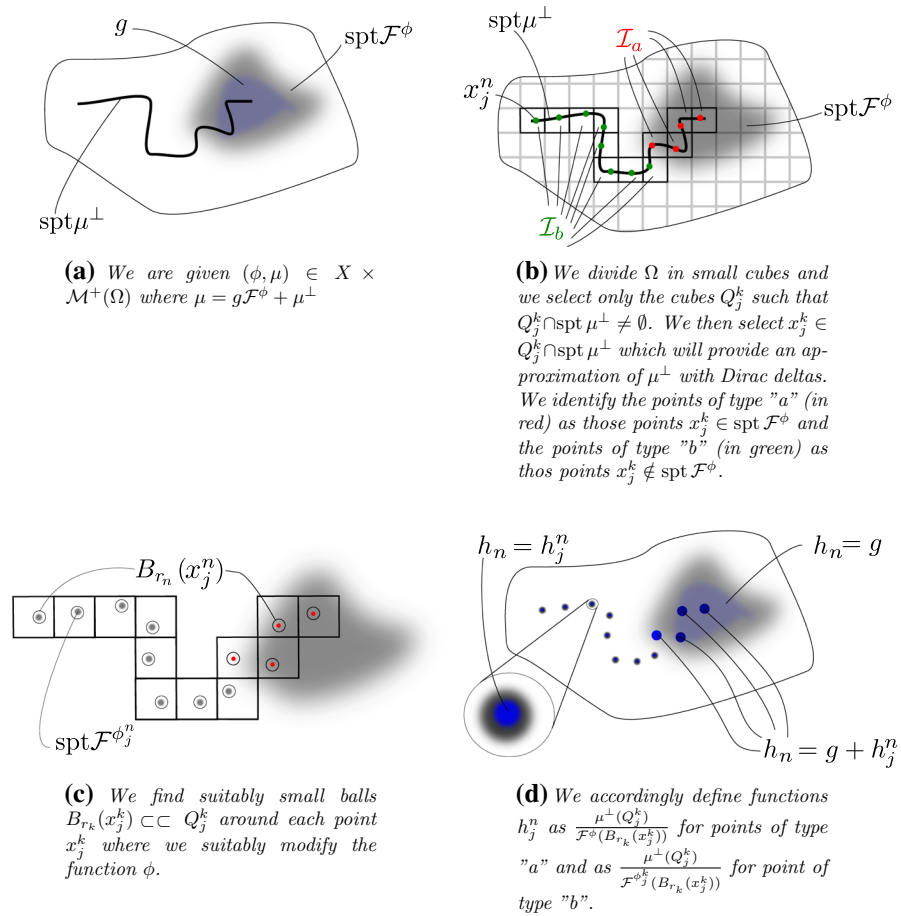 g
sptℱ^ϕ
sptμ^⊥
(a) We are given (ϕ, μ) ∈ X ×
ℳ^+(Ω) where μ = gℱ^ϕ + μ^⊥
sptμ^⊥
ℐ_a
x_j^n
sptℱ^ϕ
ℐ_b
(b) We divide Ω in small cubes and
we select only the cubes Q_j^k such that
Q_j^k∩spt μ^⊥ ≠ ∅. We then select x_j^k ∈
Q_j^k∩spt μ^⊥ which will provide an ap-
proximation of μ^⊥ with Dirac deltas.
We identify the points of type "a" (in
red) as those points x_j^k ∈ spt ℱ^ϕ and
the points of type "b" (in green) as
thos points x_j^k ∉ spt ℱ^ϕ.
B_{r_n}(x_j^n)
sptℱ^{ϕ_j^n}
(c) We find suitably small balls
B_{r_k}(x_j^k) ⊂⊂ Q_j^k around each point
x_j^k where we suitably modify the
function ϕ.
h_n = h_j^n
h_n = g
h_n = g + h_j^n
(d) We accordingly define functions
h_j^n as μ^⊥(Q_j^k)/ℱ^ϕ(B_{r_k}(x_j^k)) for points of type
"a" and as μ^⊥(Q_j^k)/ℱ^{ϕ_j^k}(B_{r_k}(x_j^k)) for point of
type "b".